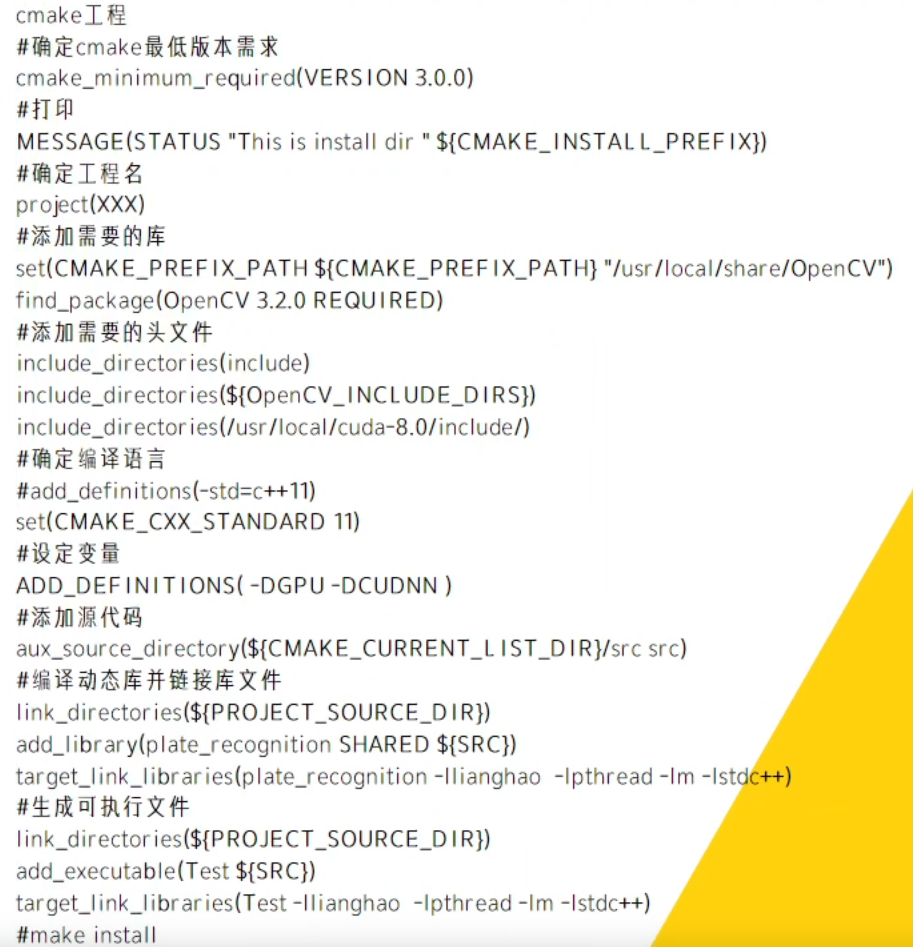 cmake工程
#确定cmake最低版本需求
cmake_minimum_required(VERSION 3.0.0)
#打印
MESSAGE(STATUS "This is install dir " ${CMAKE_INSTALL_PREFIX})
#确定工程名
project(XXX)
#添加需要的库
set(CMAKE_PREFIX_PATH ${CMAKE_PREFIX_PATH} "/usr/local/share/OpenCV")
find_package(OpenCV 3.2.0 REQUIRED)
#添加需要的头文件
include_directories(include)
include_directories(${OpenCV_INCLUDE_DIRS})
include_directories(/usr/local/cuda-8.0/include/)
#确定编译语言
#add_definitions(-std=c++11)
set(CMAKE_CXX_STANDARD 11)
#设定变量
ADD_DEFINITIONS( -DGPU -DCUDNN )
#添加源代码
aux_source_directory(${CMAKE_CURRENT_LIST_DIR}/src src)
#编译动态库并链接库文件
link_directories(${PROJECT_SOURCE_DIR})
add_library(plate_recognition SHARED ${SRC})
target_link_libraries(plate_recognition -llianghao -lpthread -lm -lstdc++)
#生成可执行文件
link_directories(${PROJECT_SOURCE_DIR})
add_executable(Test ${SRC})
target_link_libraries(Test -llianghao -lpthread -lm -lstdc++)
#make install